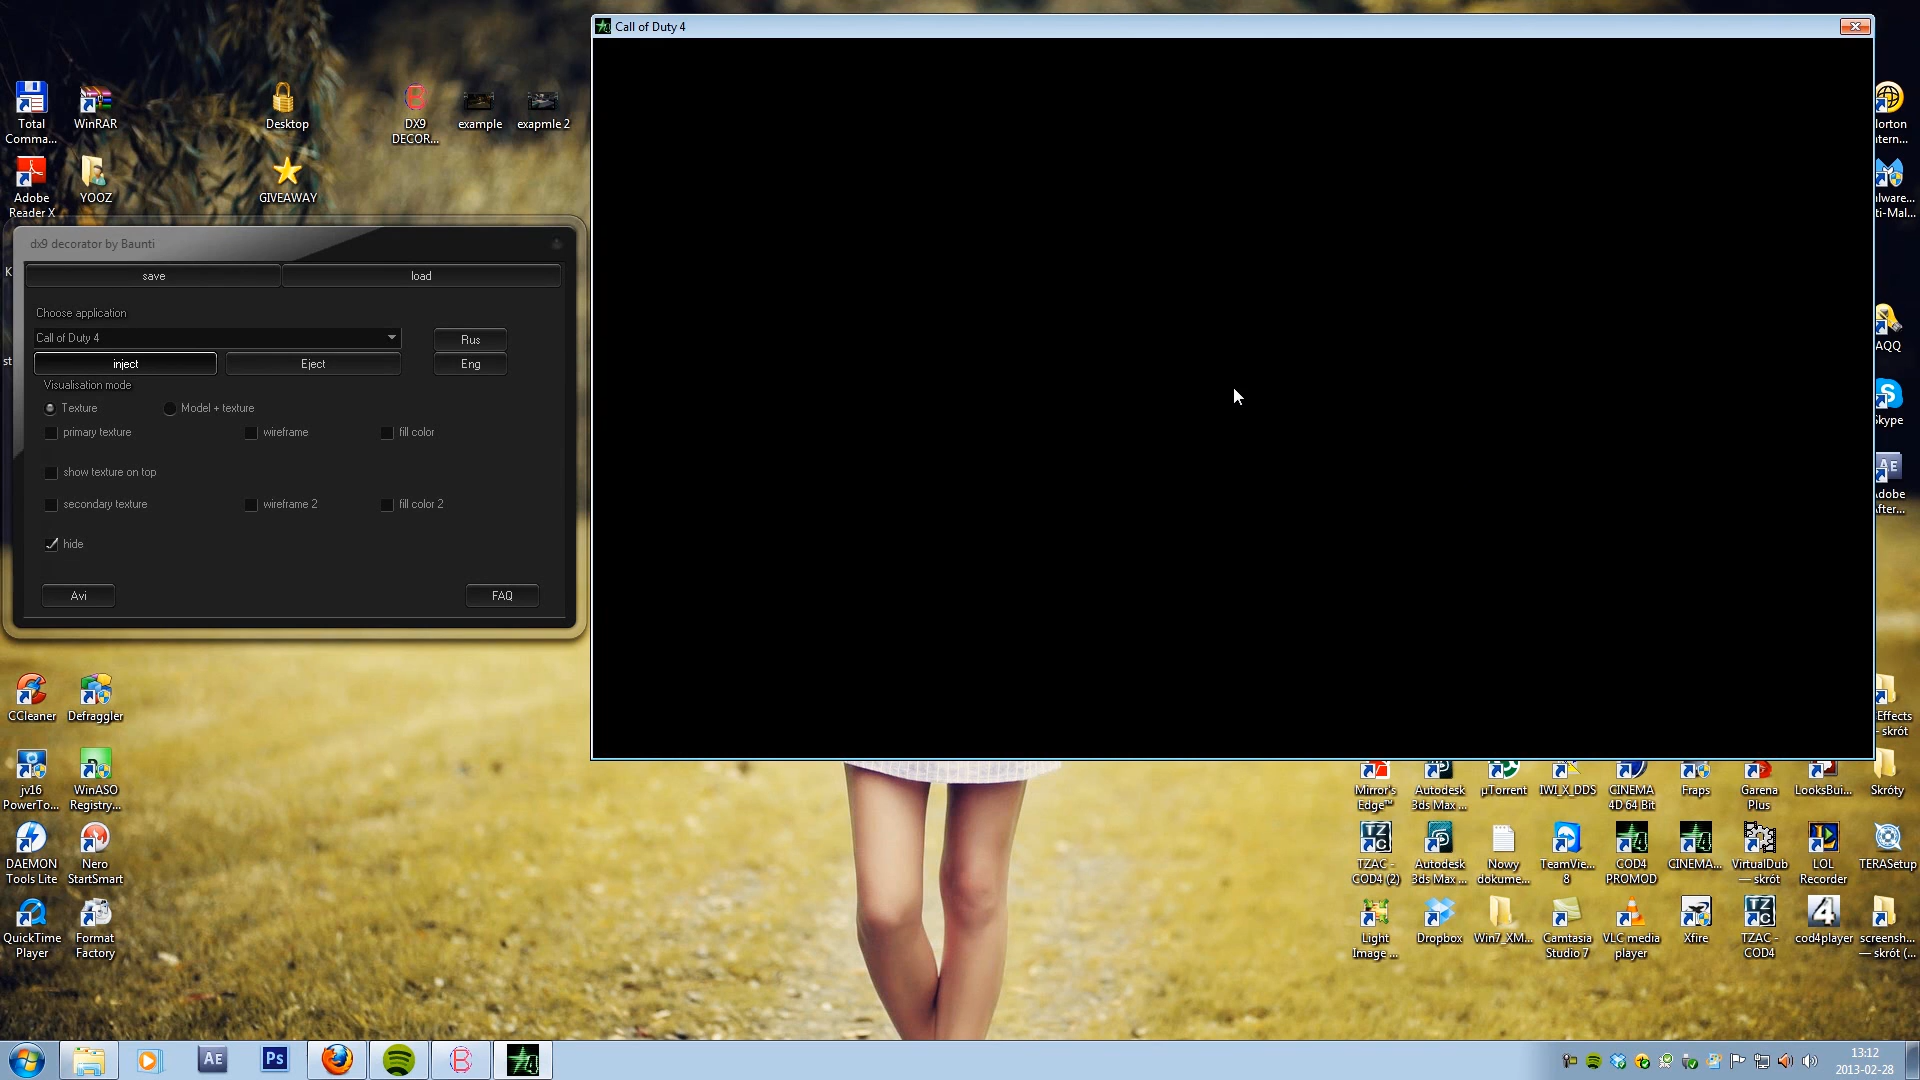 Call of Duty 4
Total
Comma...
WinRAR
Desktop
DX9
DECOR...
example
exapmle 2
Adobe
Reader X
YOOZ
GIVEAWAY
dx9 decorator by Baunti
save
load
Choose application
Call of Duty 4
Rus
inject
Eject
Eng
Visualisation mode
Texture
Model + texture
primary texture
wireframe
fill color
show texture on top
secondary texture
wireframe 2
fill color 2
hide
Avi
FAQ
AQQ
CCleaner
Defraggler
jv16
PowerTo...
WinASO
Registry...
DAEMON
Tools Lite
Nero
StartSmart
QuickTime
Player
Format
Factory
Effects
- skrót
Mirror's
Edge™
Autodesk
3ds Max ...
µTorrent
IWI_X_DDS
CINEMA
4D 64 Bit
Fraps
Garena
Plus
LooksBui...
Skróty
TZAC -
COD4 (2)
Autodesk
3ds Max ...
Nowy
dokume...
TeamVie...
8
COD4
PROMOD
CINEMA...
VirtualDub
— skrót
LOL
Recorder
TERASetup
Light
Image ...
Dropbox
Win7_XM...
Camtasia
Studio 7
VLC media
player
Xfire
TZAC -
COD4
cod4player
screensh...
— skrót (...
AE
Ps
13:12
2013-02-28